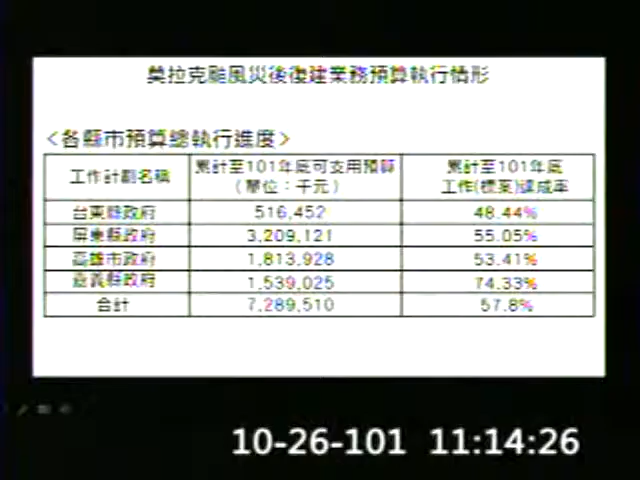 莫拉克颱風災後復建業務預算執行情形
<各縣市預算總執行進度>
工作計劃名稱 累計至101年底可支用預算（單位：千元） 累計至101年底工作(標案)達成率
台東縣政府 516,452 48.44%
屏東縣政府 3,209,121 55.05%
高雄市政府 1,813,928 53.41%
嘉義縣政府 1,539,025 74.33%
合計 7,289,510 57.8%
10-26-101 11:14:26